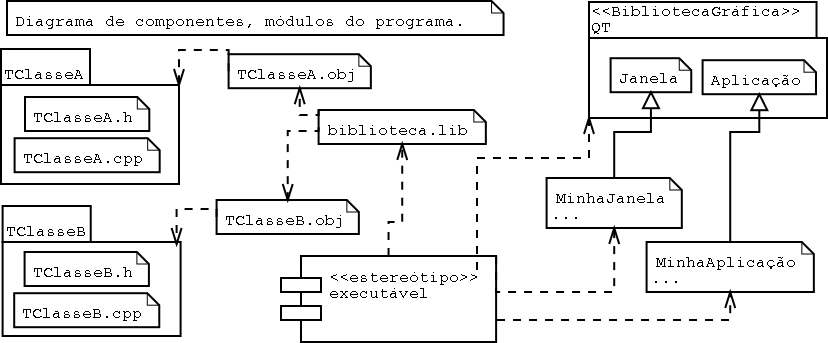 Diagrama de componentes, módulos do programa.
<<BibliotecaGráfica>>
QT
TClasseA
TClasseA.obj
Janela
Aplicação
TClasseA.h
biblioteca.lib
TClasseA.cpp
MinhaJanela
...
TClasseB
TClasseB.obj
MinhaAplicação
...
TClasseB.h
<<estereótipo>>
executável
TClasseB.cpp